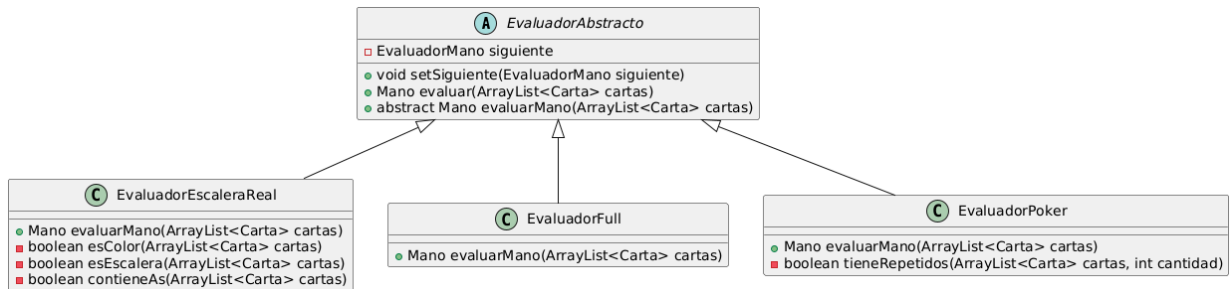 A EvaluadorAbstracto
EvaluadorMano siguiente
void setSiguiente(EvaluadorMano siguiente)
Mano evaluar(ArrayList<Carta> cartas)
abstract Mano evaluarMano(ArrayList<Carta> cartas)
C EvaluadorEscaleraReal
Mano evaluarMano(ArrayList<Carta> cartas)
boolean esColor(ArrayList<Carta> cartas)
boolean esEscalera(ArrayList<Carta> cartas)
boolean contieneAs(ArrayList<Carta> cartas)
C EvaluadorFull
Mano evaluarMano(ArrayList<Carta> cartas)
C EvaluadorPoker
Mano evaluarMano(ArrayList<Carta> cartas)
boolean tieneRepetidos(ArrayList<Carta> cartas, int cantidad)